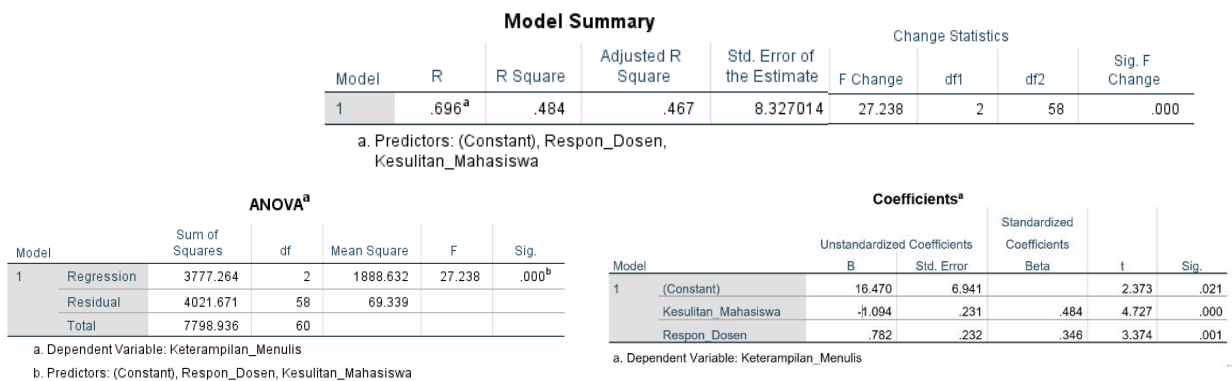 Model Summary
Change Statistics
Model R R Square Adjusted R Square Std. Error of the Estimate F Change df1 df2 Sig. F Change
1 .696a .484 .467 8.327014 27.238 2 58 .000
a. Predictors: (Constant), Respon_Dosen,
Kesulitan_Mahasiswa
ANOVAa
Model Sum of Squares df Mean Square F Sig.
1 Regression 3777.264 2 1888.632 27.238 .000b
Residual 4021.671 58 69.339
Total 7798.936 60
a. Dependent Variable: Keterampilan_Menulis
b. Predictors: (Constant), Respon_Dosen, Kesulitan_Mahasiswa
Coefficientsa
Unstandardized Coefficients Standardized Coefficients
Model B Std. Error Beta t Sig.
1 (Constant) 16.470 6.941 2.373 .021
Kesulitan_Mahasiswa -1.094 .231 .484 4.727 .000
Respon_Dosen .782 .232 .346 3.374 .001
a. Dependent Variable: Keterampilan_Menulis